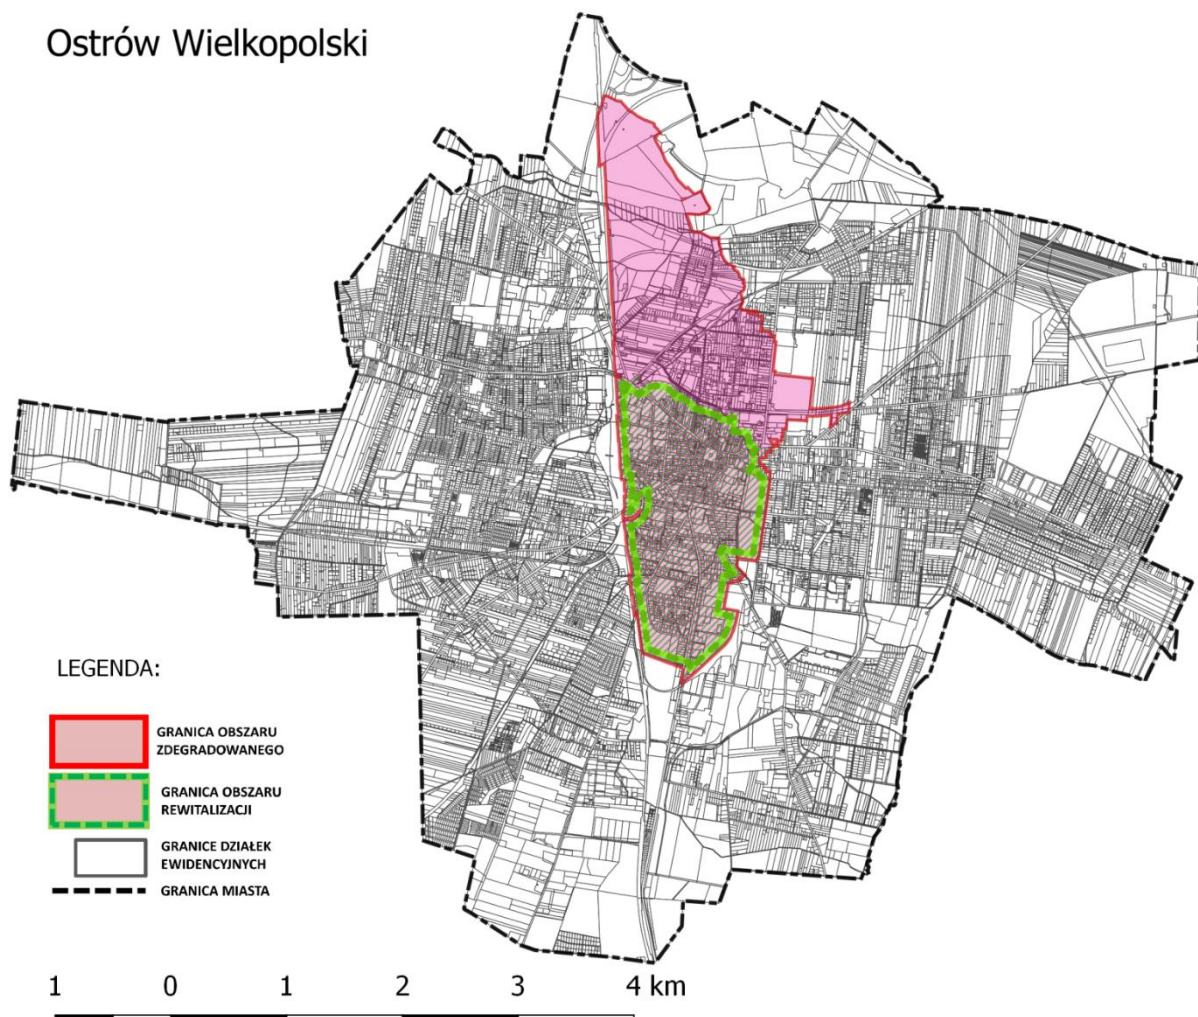 Ostrów Wielkopolski
LEGENDA:
GRANICA OBSZARU
ZDEGRADOWANEGO
GRANICA OBSZARU
REWITALIZACJI
GRANICE DZIAŁEK
EWIDENCYJNYCH
GRANICA MIASTA
1 0 1 2 3 4 km